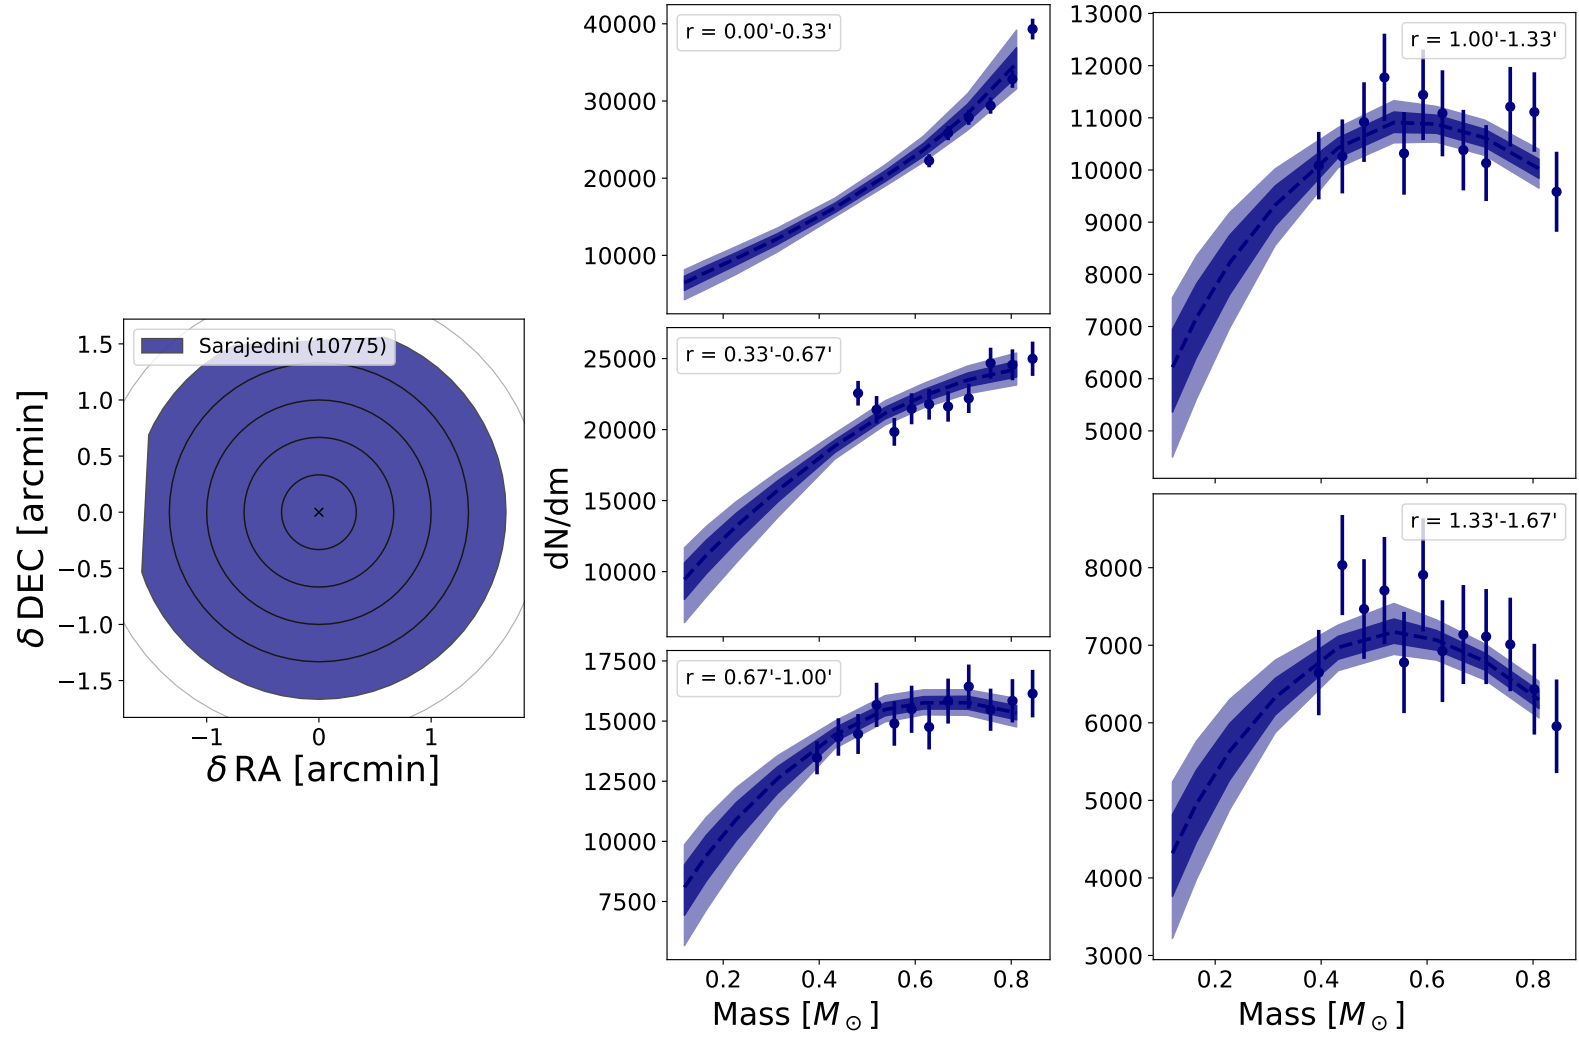 Sarajedini (10775)
1.5
1.0
0.5
0.0
−0.5
−1.0
−1.5
δ DEC [arcmin]
−1 0 1
δ RA [arcmin]
r = 0.00'-0.33'
40000
30000
20000
10000
r = 0.33'-0.67'
25000
20000
15000
10000
dN/dm
r = 0.67'-1.00'
17500
15000
12500
10000
7500
0.2 0.4 0.6 0.8
Mass [M⊙]
r = 1.00'-1.33'
13000
12000
11000
10000
9000
8000
7000
6000
5000
r = 1.33'-1.67'
8000
7000
6000
5000
4000
3000
0.2 0.4 0.6 0.8
Mass [M⊙]